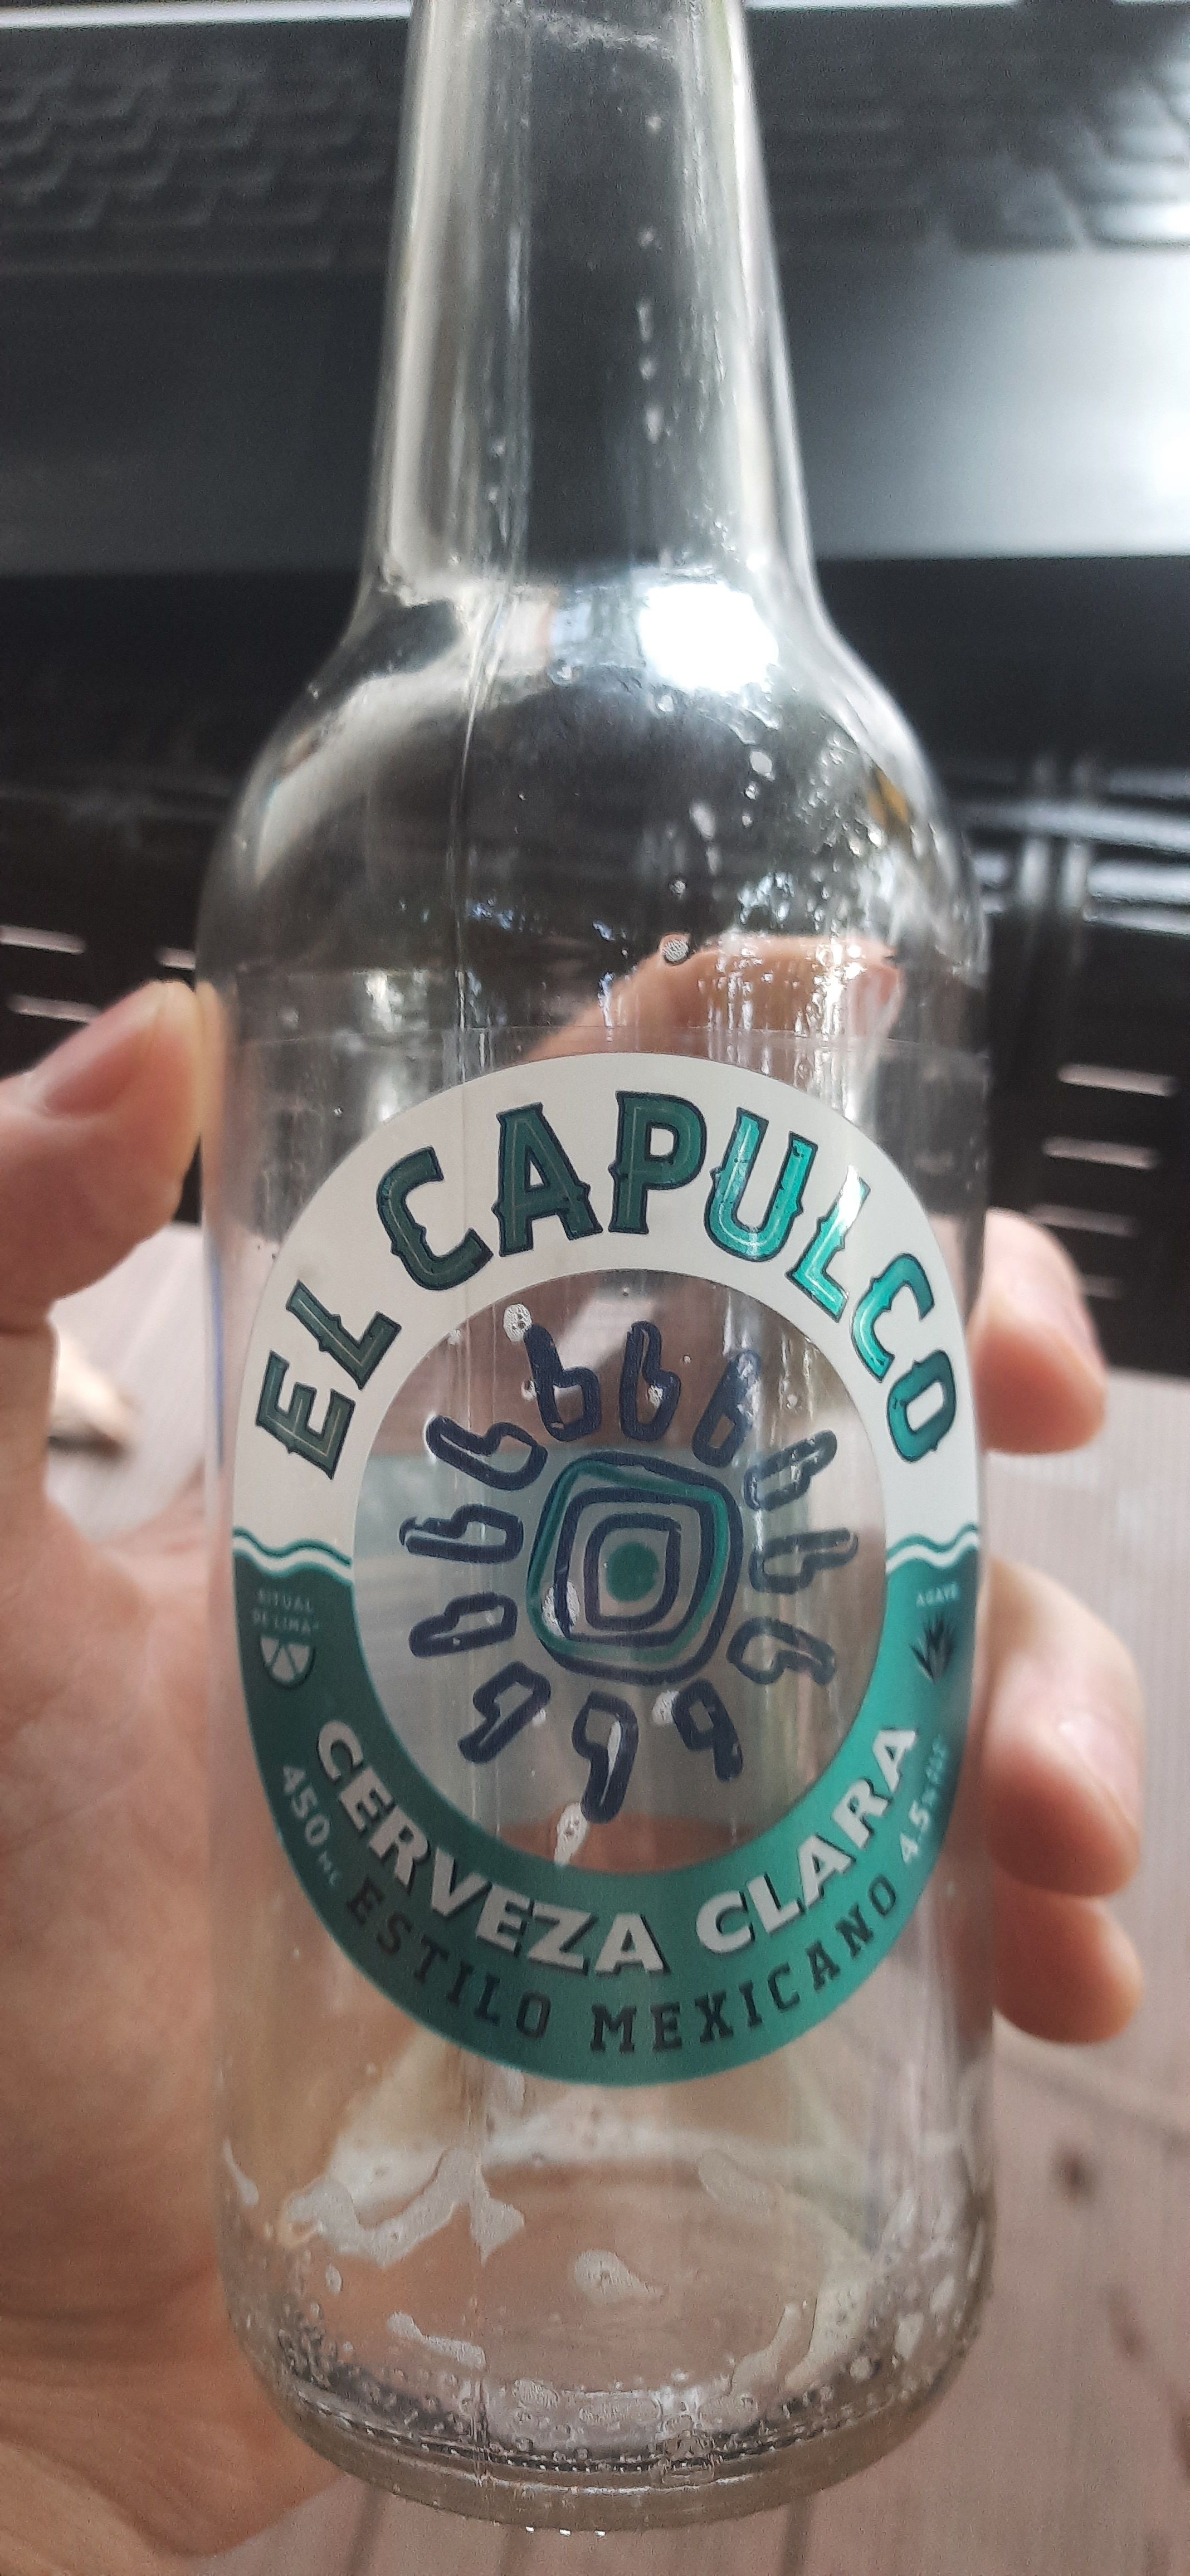 EL CAPULCO
RITUAL
DE LIMA
AGAVE
CERVEZA CLARA
450 ML
ESTILO MEXICANO
4.5%